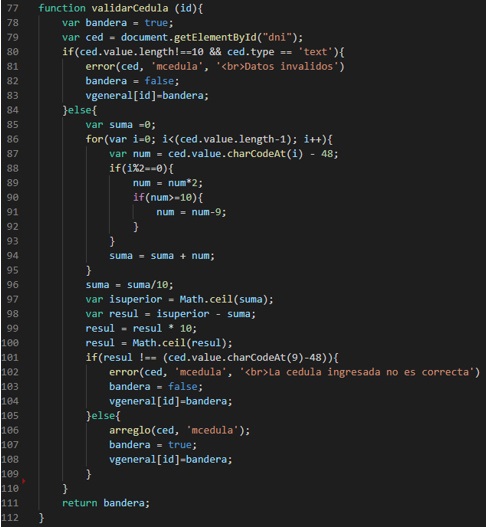 77 function validarCedula (id){
78     var bandera = true;
79     var ced = document.getElementById("dni");
80     if(ced.value.length!==10 && ced.type == 'text'){
81         error(ced, 'mcedula', '<br>Datos invalidos')
82         bandera = false;
83         vgeneral[id]=bandera;
84     }else{
85         var suma =0;
86         for(var i=0; i<(ced.value.length-1); i++){
87             var num = ced.value.charCodeAt(i) - 48;
88             if(i%2==0){
89                 num = num*2;
90                 if(num>=10){
91                     num = num-9;
92                 }
93             }
94             suma = suma + num;
95         }
96         suma = suma/10;
97         var isuperior = Math.ceil(suma);
98         var resul = isuperior - suma;
99         resul = resul * 10;
100         resul = Math.ceil(resul);
101         if(resul !== (ced.value.charCodeAt(9)-48)){
102             error(ced, 'mcedula', '<br>La cedula ingresada no es correcta')
103             bandera = false;
104             vgeneral[id]=bandera;
105         }else{
106             arreglo(ced, 'mcedula');
107             bandera = true;
108             vgeneral[id]=bandera;
109         }
110     }
111     return bandera;
112 }